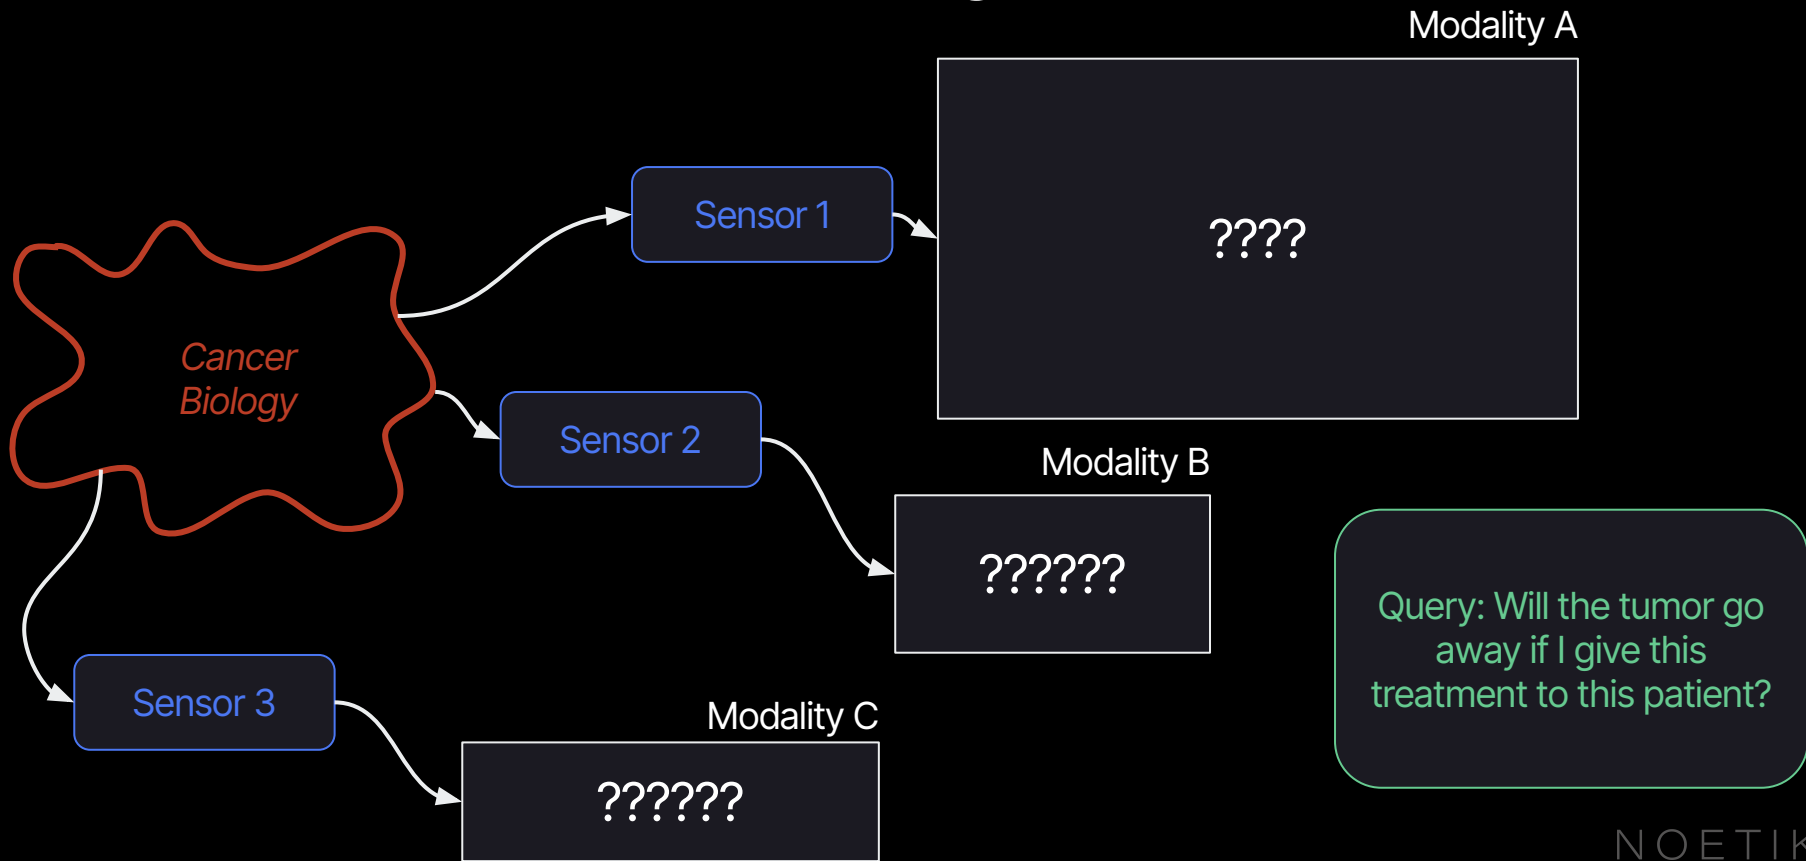 Modality A
Sensor 1
????
Cancer
Biology
Sensor 2
Modality B
??????
Query: Will the tumor go
away if I give this
treatment to this patient?
Sensor 3
Modality C
??????
NOETIK